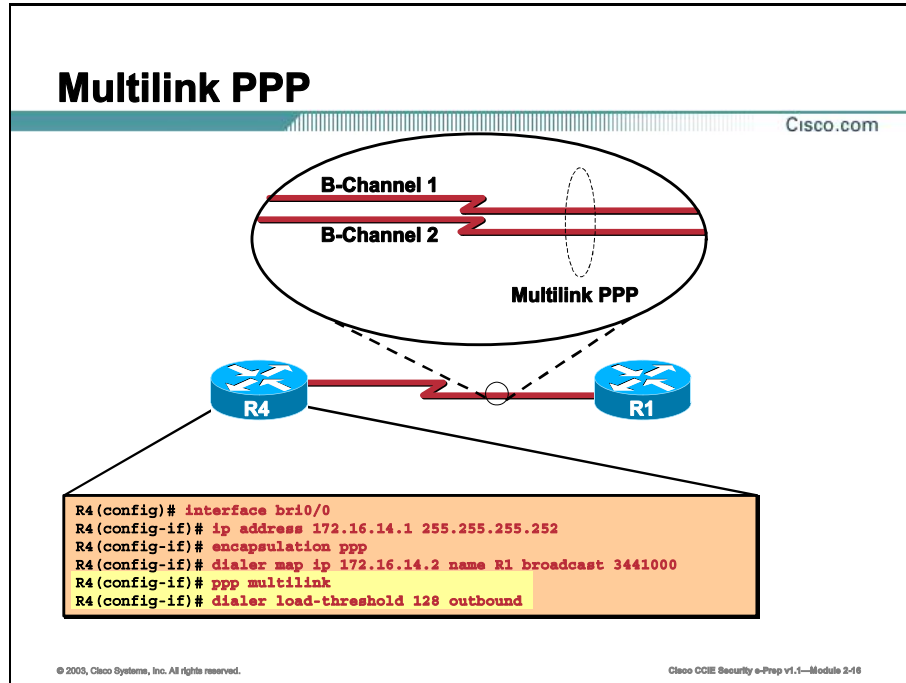 Multilink PPP
Cisco.com
B-Channel 1
B-Channel 2
Multilink PPP
R4
R1
R4(config)# interface bri0/0
R4(config-if)# ip address 172.16.14.1 255.255.255.252
R4(config-if)# encapsulation ppp
R4(config-if)# dialer map ip 172.16.14.2 name R1 broadcast 3441000
R4(config-if)# ppp multilink
R4(config-if)# dialer load-threshold 128 outbound
© 2003, Cisco Systems, Inc. All rights reserved.
Cisco CCIE Security e-Prep v1.1—Module 2-16